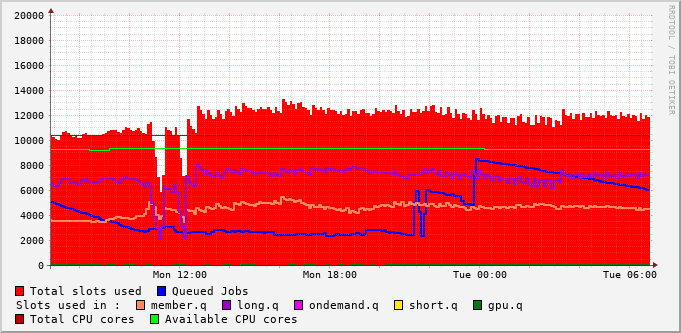 20000
18000
16000
14000
12000
10000
8000
6000
4000
2000
0
Mon 12:00 Mon 18:00 Tue 00:00 Tue 06:00
RRDTOOL / TOBI OETIKER
Total slots used Queued Jobs
Slots used in : member.q long.q ondemand.q short.q gpu.q
Total CPU cores Available CPU cores